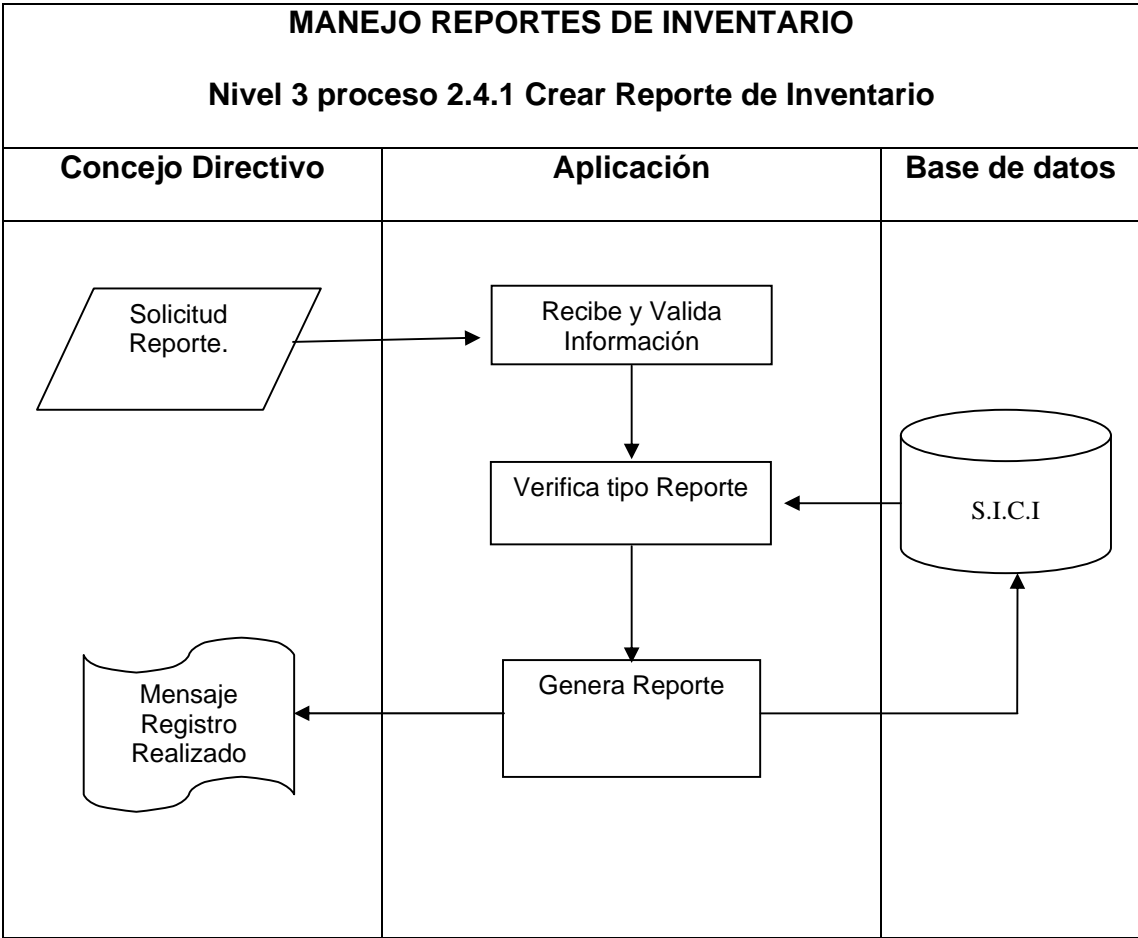 MANEJO REPORTES DE INVENTARIO
Nivel 3 proceso 2.4.1 Crear Reporte de Inventario
Concejo Directivo
Aplicación
Base de datos
Solicitud
Reporte.
Recibe y Valida
Información
Verifica tipo Reporte
S.I.C.I
Genera Reporte
Mensaje
Registro
Realizado